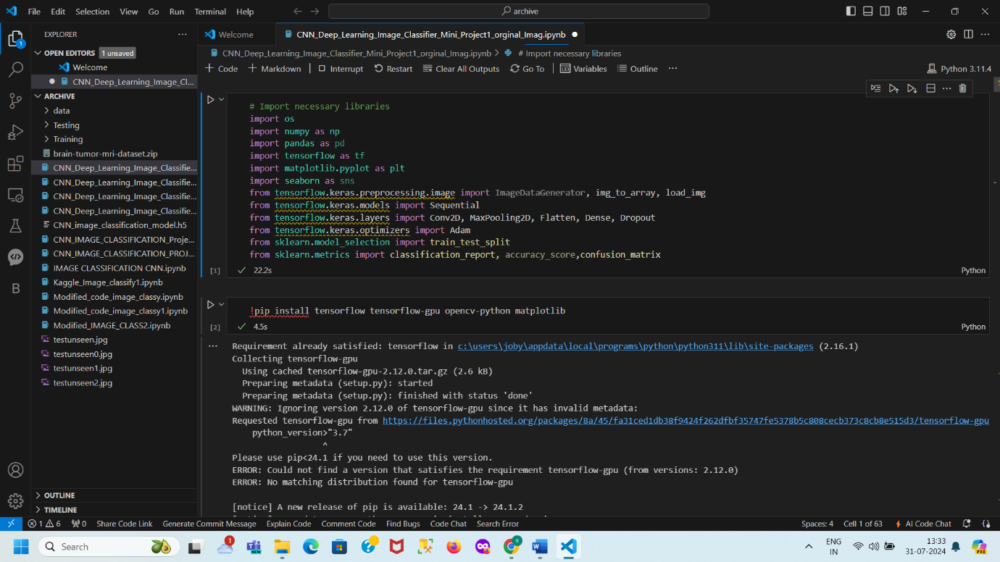 File Edit Selection View Go Run Terminal Help
archive
EXPLORER
OPEN EDITORS 1 unsaved
Welcome
CNN_Deep_Learning_Image_Cl...
ARCHIVE
data
Testing
Training
brain-tumor-mri-dataset.zip
CNN_Deep_Learning_Image_Classifie...
CNN_Deep_Learning_Image_Classifie...
CNN_Deep_Learning_Image_Classifie...
CNN_Deep_Learning_Image_Classifie...
CNN_image_classification_model.h5
CNN_IMAGE_CLASSIFICATION_Proje...
CNN_IMAGE_CLASSIFICATION_PROJ...
IMAGE CLASSIFICATION CNN.ipynb
Kaggle_Image_classify1.ipynb
Modified_code_image_classy.ipynb
Modified_code_image_classy1.ipynb
Modified_IMAGE_CLASS2.ipynb
testunseen.jpg
testunseen0.jpg
testunseen1.jpg
testunseen2.jpg
OUTLINE
TIMELINE
1
B
Welcome CNN_Deep_Learning_Image_Classifier_Mini_Project1_orginal_Imag.ipynb
CNN_Deep_Learning_Image_Classifier_Mini_Project1_orginal_Imag.ipynb > # Import necessary libraries
+ Code + Markdown | Interrupt Restart Clear All Outputs Go To | Variables Outline ... Python 3.11.4
# Import necessary libraries
import os
import numpy as np
import pandas as pd
import tensorflow as tf
import matplotlib.pyplot as plt
import seaborn as sns
from tensorflow.keras.preprocessing.image import ImageDataGenerator, img_to_array, load_img
from tensorflow.keras.models import Sequential
from tensorflow.keras.layers import Conv2D, MaxPooling2D, Flatten, Dense, Dropout
from tensorflow.keras.optimizers import Adam
from sklearn.model_selection import train_test_split
from sklearn.metrics import classification_report, accuracy_score,confusion_matrix
[1] 22.2s Python
!pip install tensorflow tensorflow-gpu opencv-python matplotlib
[2] 4.5s Python
Requirement already satisfied: tensorflow in c:\users\joby\appdata\local\programs\python\python311\lib\site-packages (2.16.1)
Collecting tensorflow-gpu
Using cached tensorflow-gpu-2.12.0.tar.gz (2.6 kB)
Preparing metadata (setup.py): started
Preparing metadata (setup.py): finished with status 'done'
WARNING: Ignoring version 2.12.0 of tensorflow-gpu since it has invalid metadata:
Requested tensorflow-gpu from https://files.pythonhosted.org/packages/8a/45/fa31ced1db38f9424f262dfbf35747fe5378b5c808cecb373c8cb8e515d3/tensorflow-gpu
python_version>"3.7"
^
Please use pip<24.1 if you need to use this version.
ERROR: Could not find a version that satisfies the requirement tensorflow-gpu (from versions: 2.12.0)
ERROR: No matching distribution found for tensorflow-gpu
[notice] A new release of pip is available: 24.1 -> 24.1.2
1 6 0 Share Code Link Generate Commit Message Explain Code Comment Code Find Bugs Code Chat Search Error Spaces: 4 Cell 1 of 63 AI Code Chat
Search
1
NEW
5
ENG
IN
13:33
31-07-2024
PRE